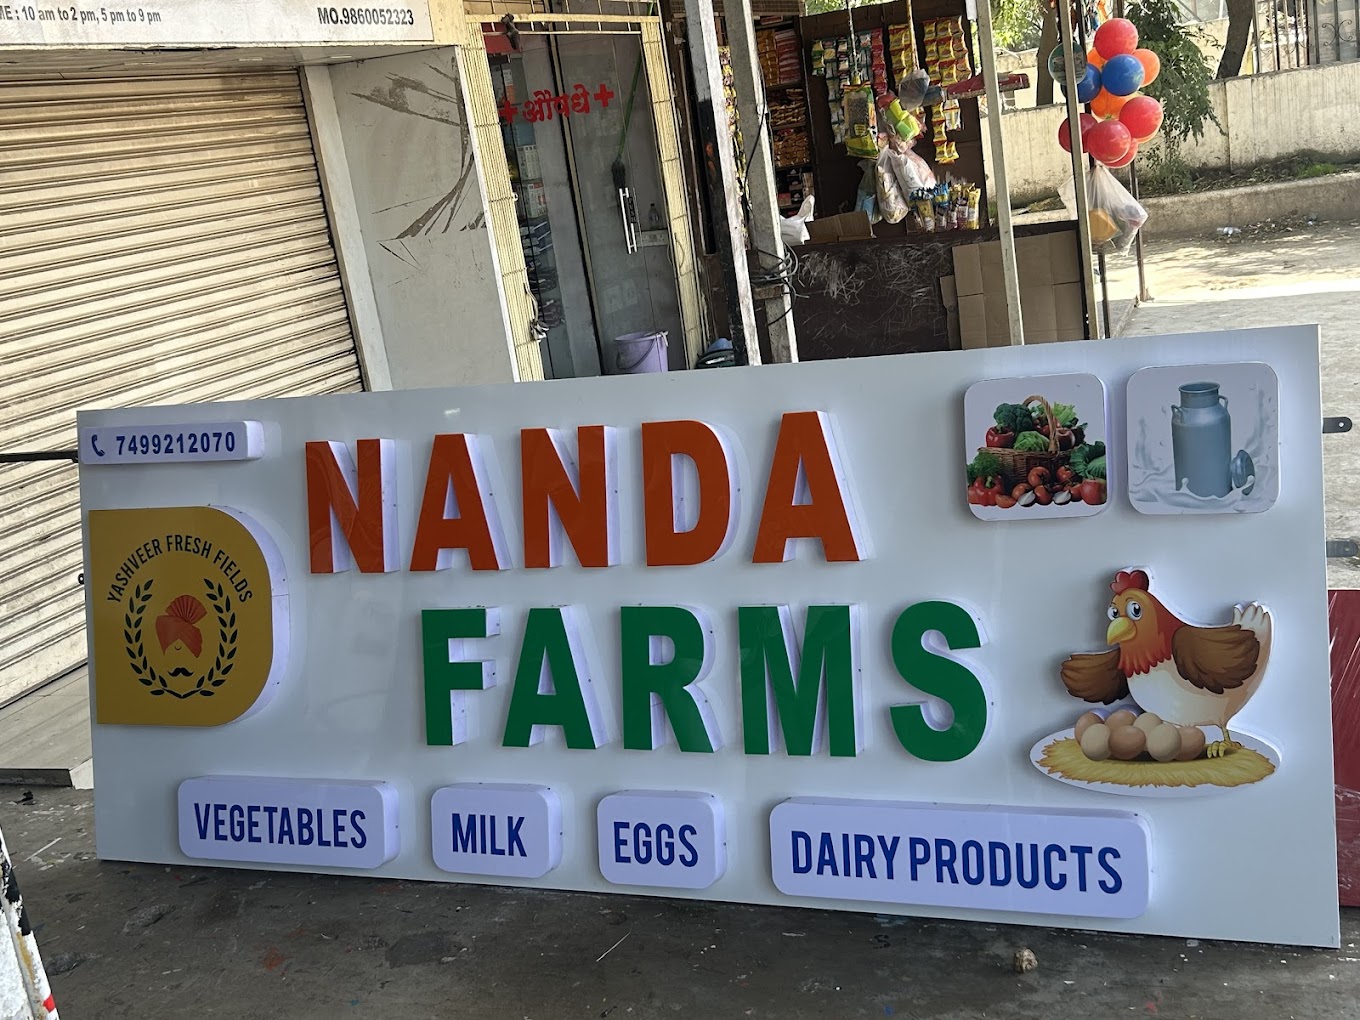 ME : 10 am to 2 pm, 5 pm to 9 pm
MO.9860052323
+ औषधे +
7499212070
NANDA
FARMS
YASHVEER FRESH FIELDS
VEGETABLES
MILK
EGGS
DAIRY PRODUCTS